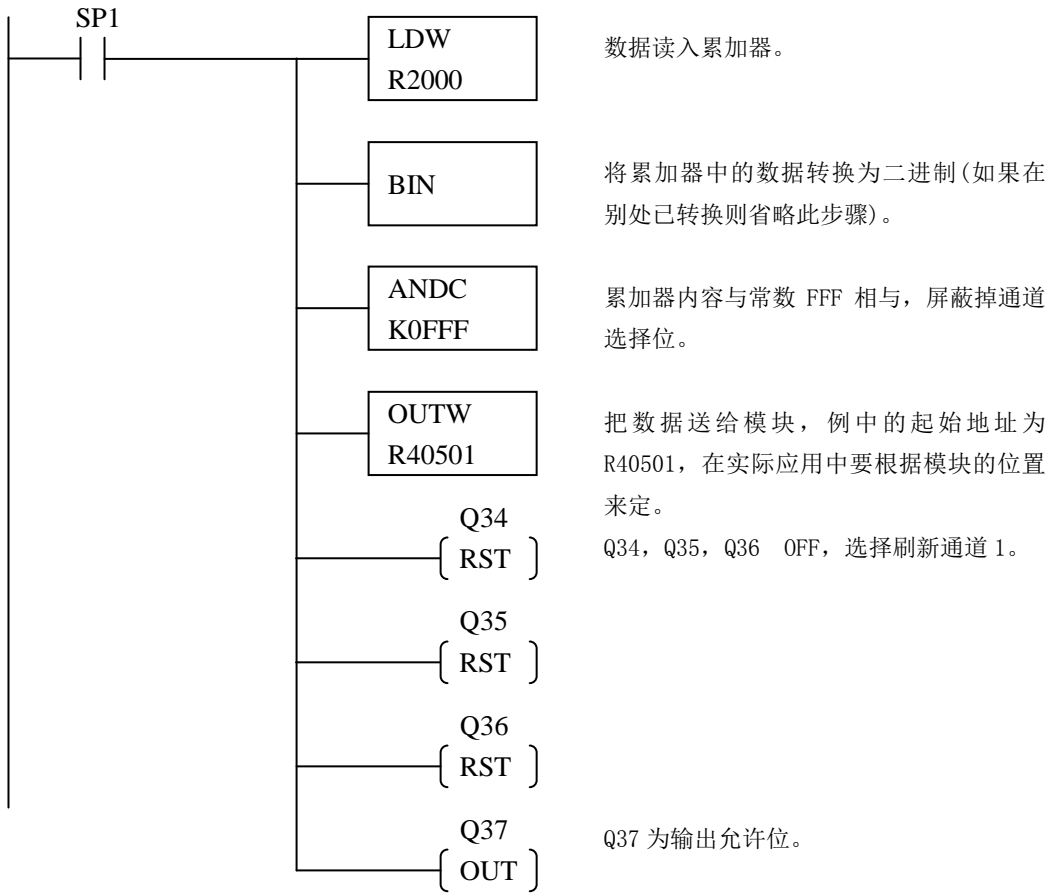 SP1
LDW
R2000
数据读入累加器。
BIN
将累加器中的数据转换为二进制(如果在
别处已转换则省略此步骤)。
ANDC
K0FFF
累加器内容与常数 FFF 相与，屏蔽掉通道
选择位。
OUTW
R40501
把数据送给模块，例中的起始地址为
R40501，在实际应用中要根据模块的位置
来定。
Q34
RST
Q34，Q35，Q36 OFF，选择刷新通道 1。
Q35
RST
Q36
RST
Q37
OUT
Q37 为输出允许位。